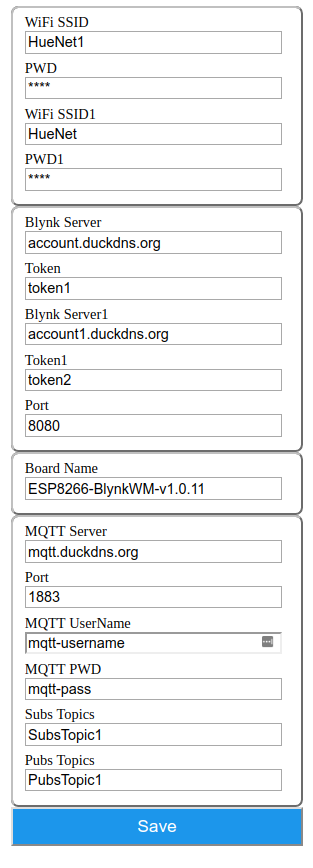 WiFi SSID
HueNet1
PWD
****
WiFi SSID1
HueNet
PWD1
****
Blynk Server
account.duckdns.org
Token
token1
Blynk Server1
account1.duckdns.org
Token1
token2
Port
8080
Board Name
ESP8266-BlynkWM-v1.0.11
MQTT Server
mqtt.duckdns.org
Port
1883
MQTT UserName
mqtt-username
MQTT PWD
mqtt-pass
Subs Topics
SubsTopic1
Pubs Topics
PubsTopic1
Save